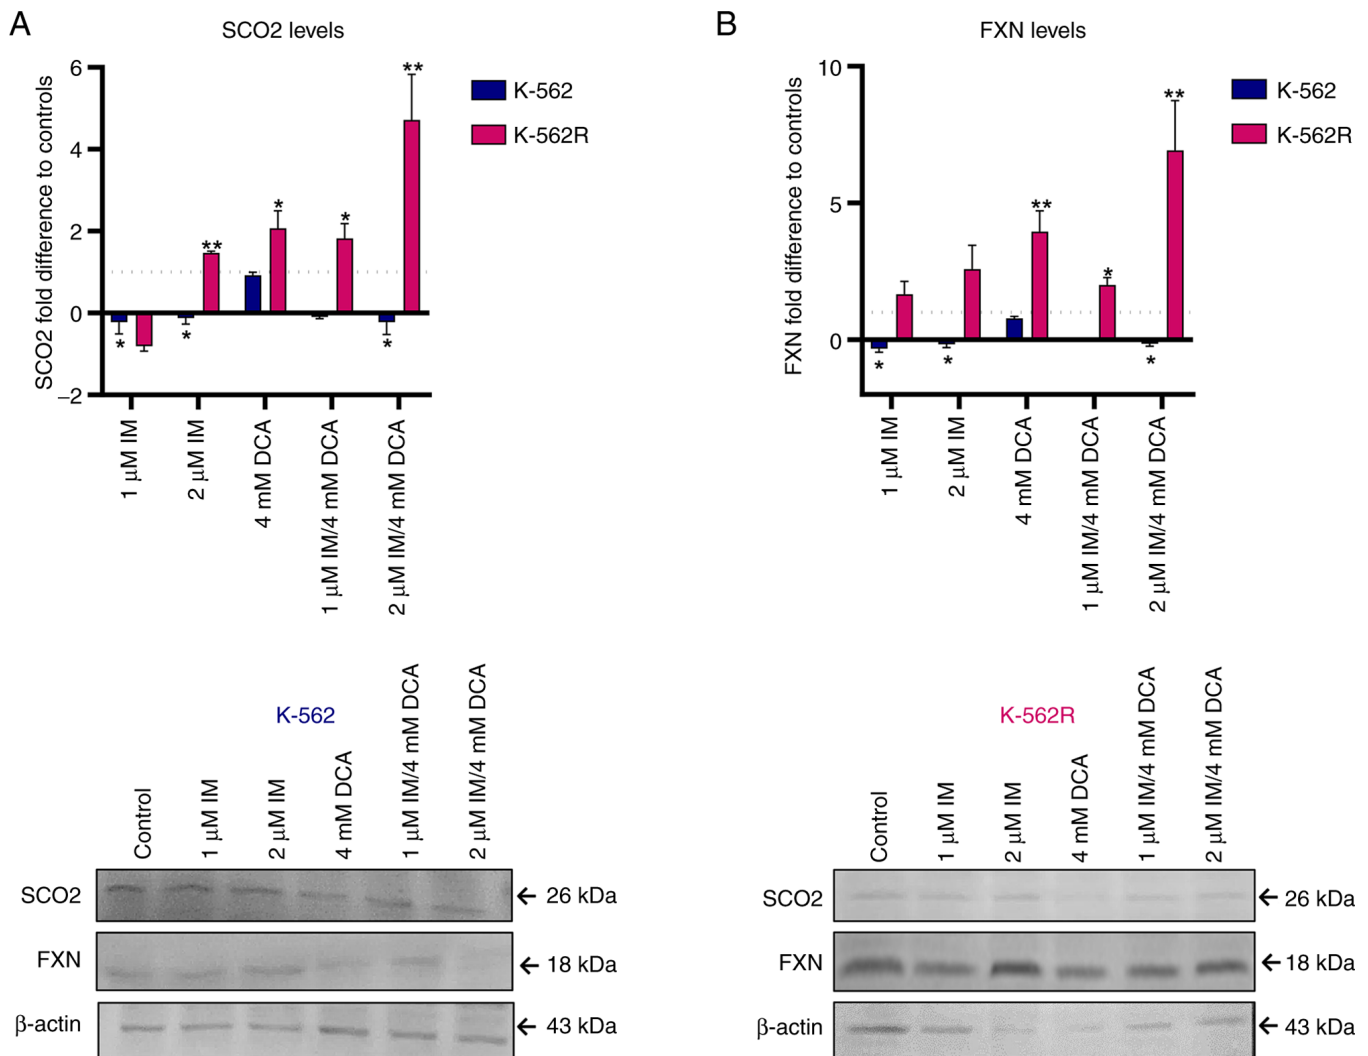 A
SCO2 levels
SCO2 fold difference to controls
6
4
2
0
−2
K-562
K-562R
**
*
*
**
*
*
*
1 μM IM
2 μM IM
4 mM DCA
1 μM IM/4 mM DCA
2 μM IM/4 mM DCA
B
FXN levels
FXN fold difference to controls
10
5
0
K-562
K-562R
**
**
*
*
*
*
1 μM IM
2 μM IM
4 mM DCA
1 μM IM/4 mM DCA
2 μM IM/4 mM DCA
K-562
Control
1 μM IM
2 μM IM
4 mM DCA
1 μM IM/4 mM DCA
2 μM IM/4 mM DCA
SCO2
← 26 kDa
FXN
← 18 kDa
β-actin
← 43 kDa
K-562R
Control
1 μM IM
2 μM IM
4 mM DCA
1 μM IM/4 mM DCA
2 μM IM/4 mM DCA
SCO2
← 26 kDa
FXN
← 18 kDa
β-actin
← 43 kDa